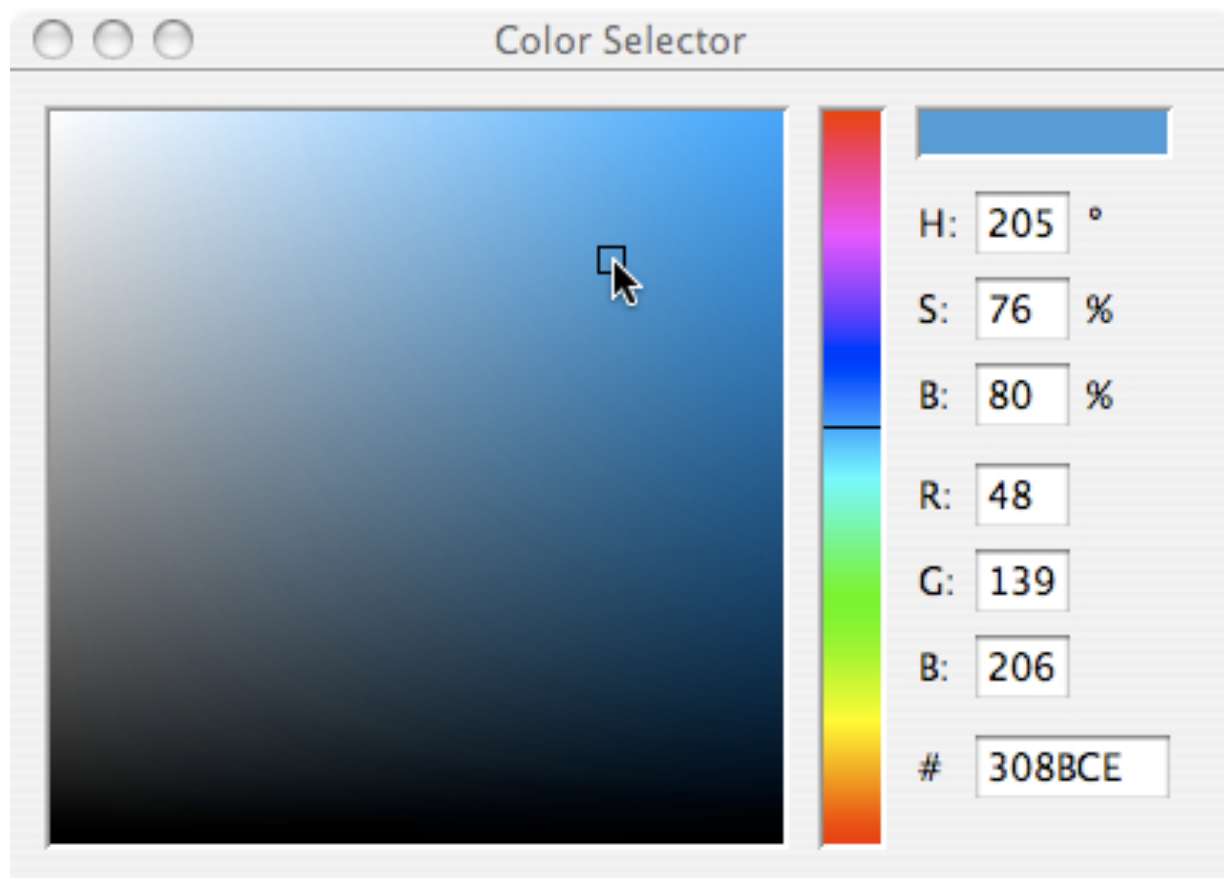 Color Selector
H: 205 °
S: 76 %
B: 80 %
R: 48
G: 139
B: 206
# 308BCE